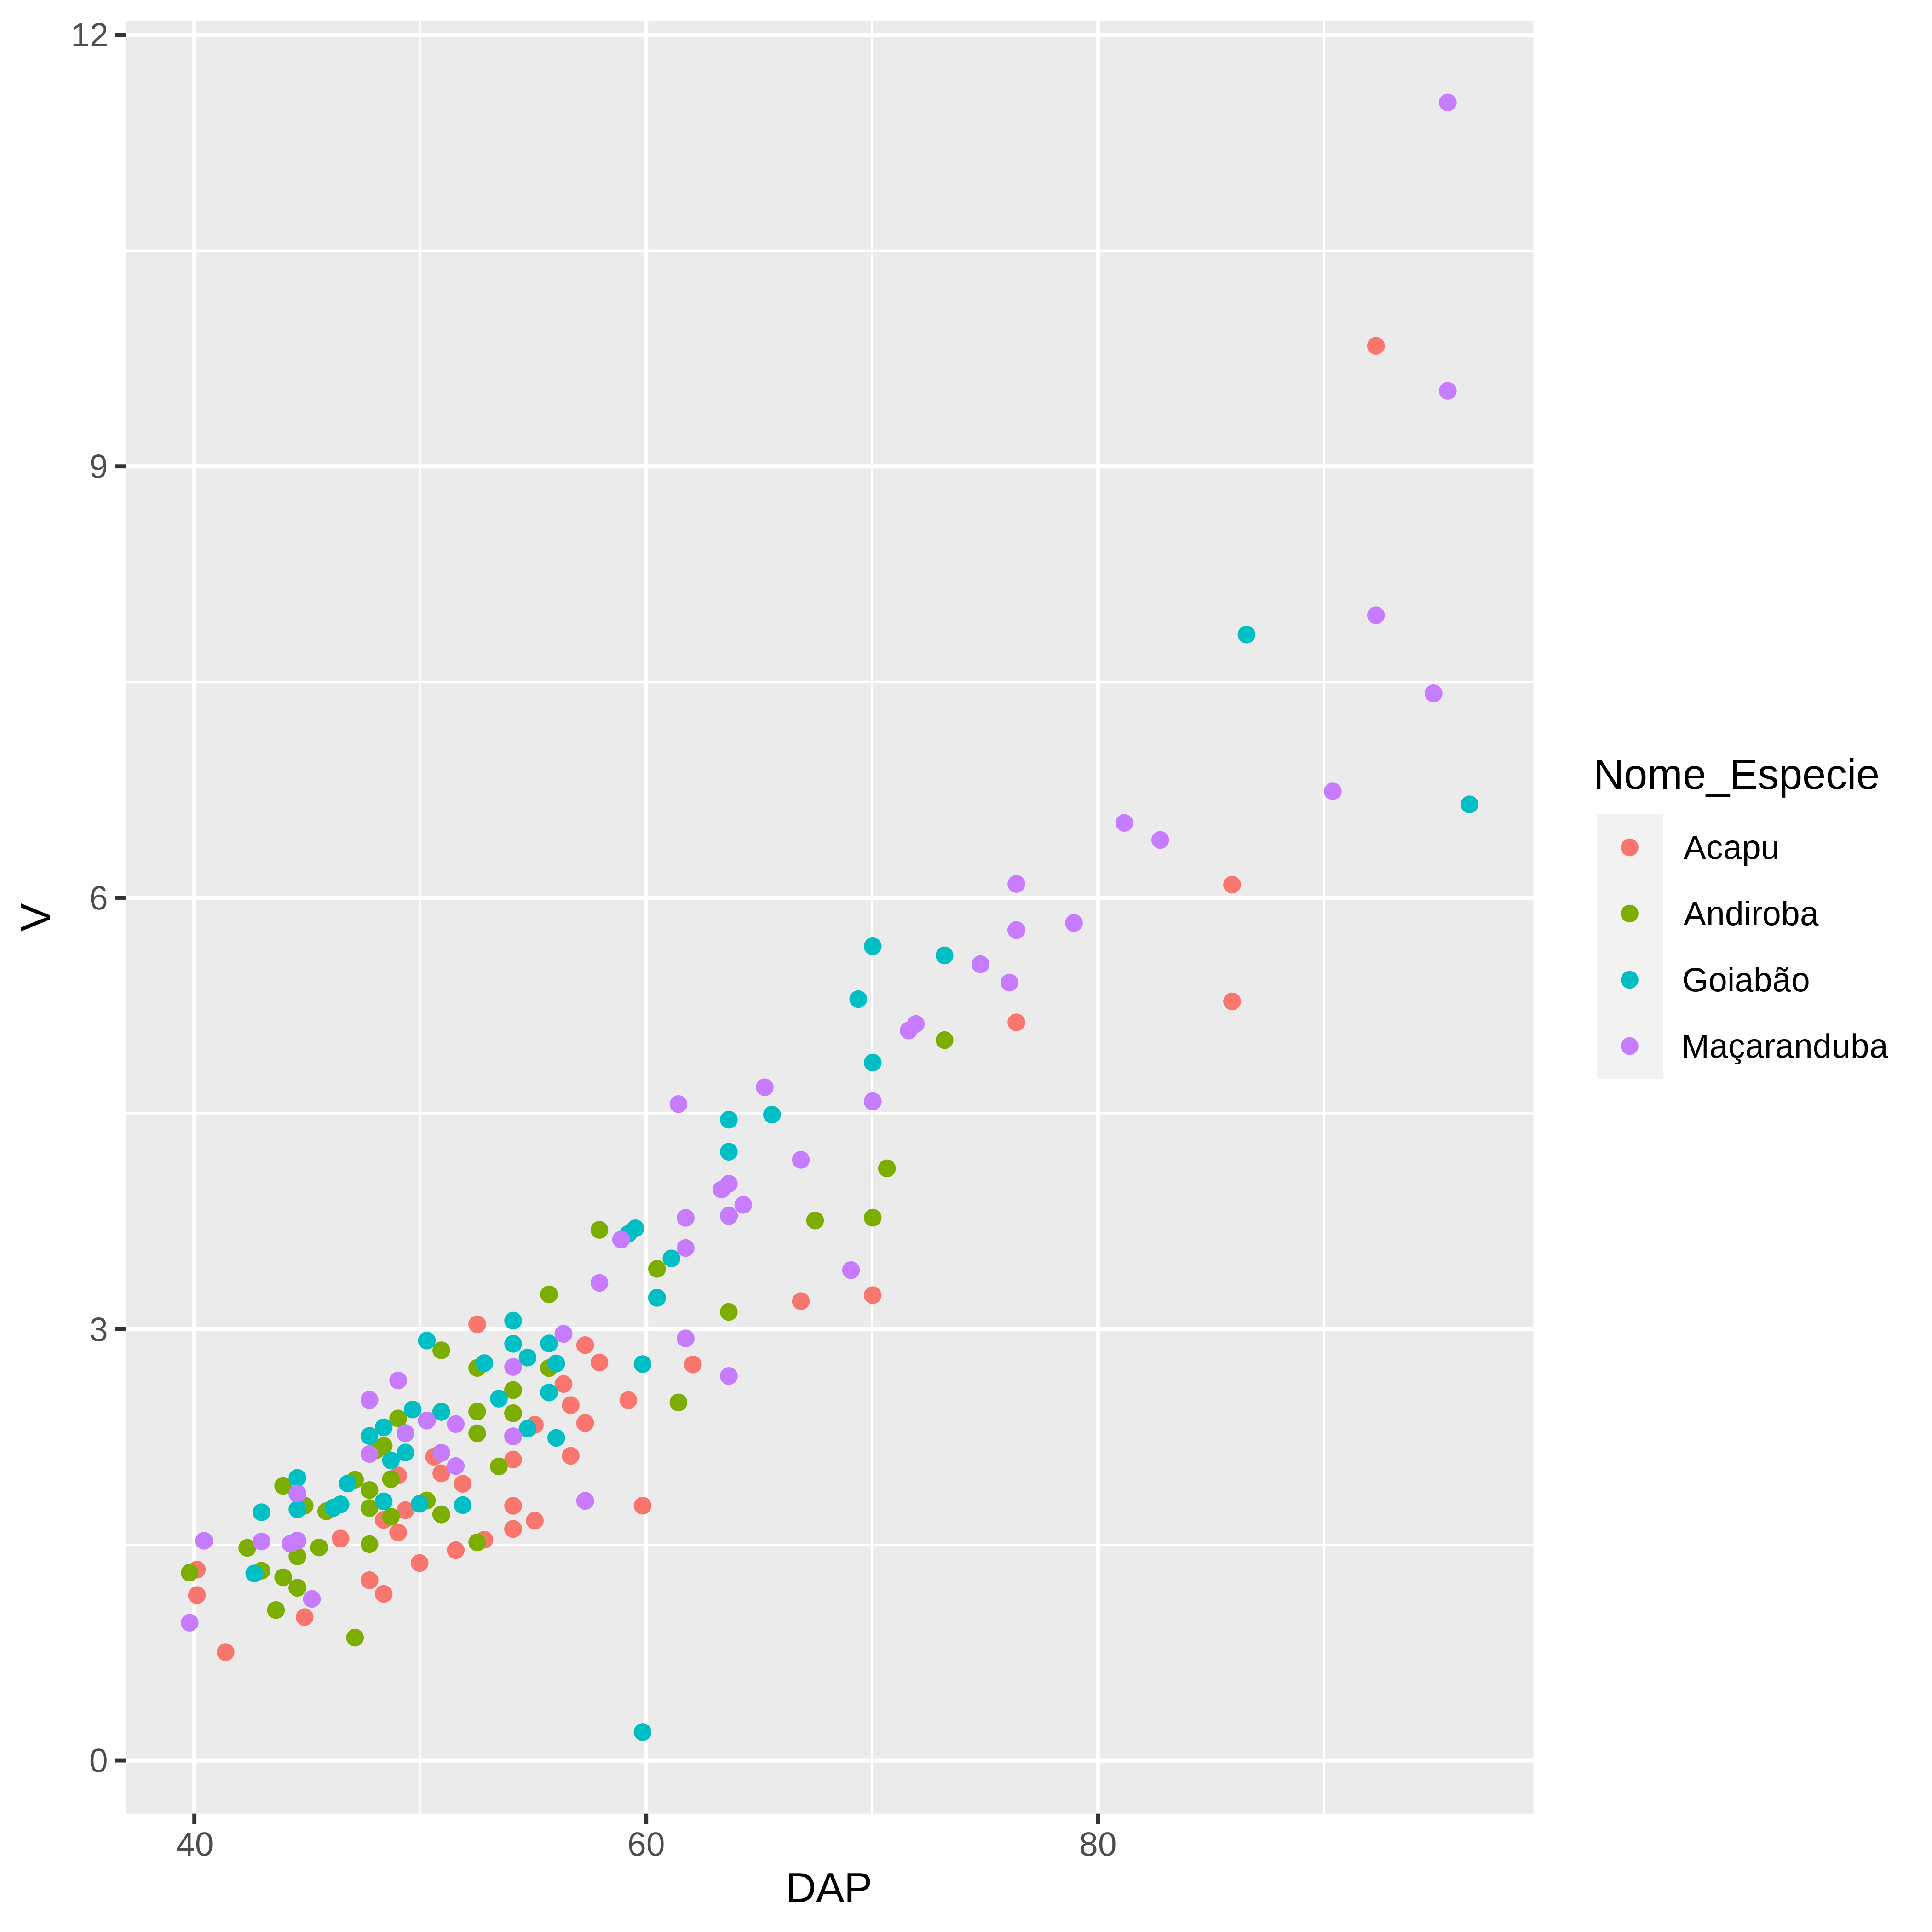 12
9
6
3
0
V
40
60
80
DAP
Nome_Especie
Acapu
Andiroba
Goiabão
Maçaranduba